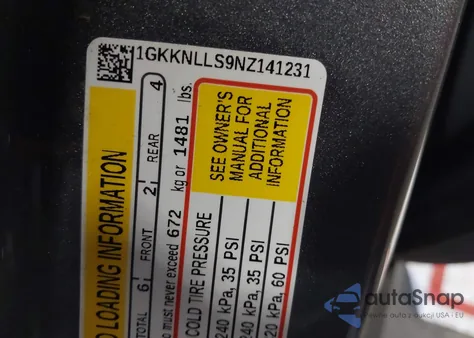 1GKKNLLS9NZ141231
LOADING INFORMATION
TOTAL 6 FRONT 2 REAR 4
must never exceed 672 kg or 1481 lbs.
COLD TIRE PRESSURE
240 kPa, 35 PSI
240 kPa, 35 PSI
420 kPa, 60 PSI
SEE OWNER'S
MANUAL FOR
ADDITIONAL
INFORMATION
autoSnap